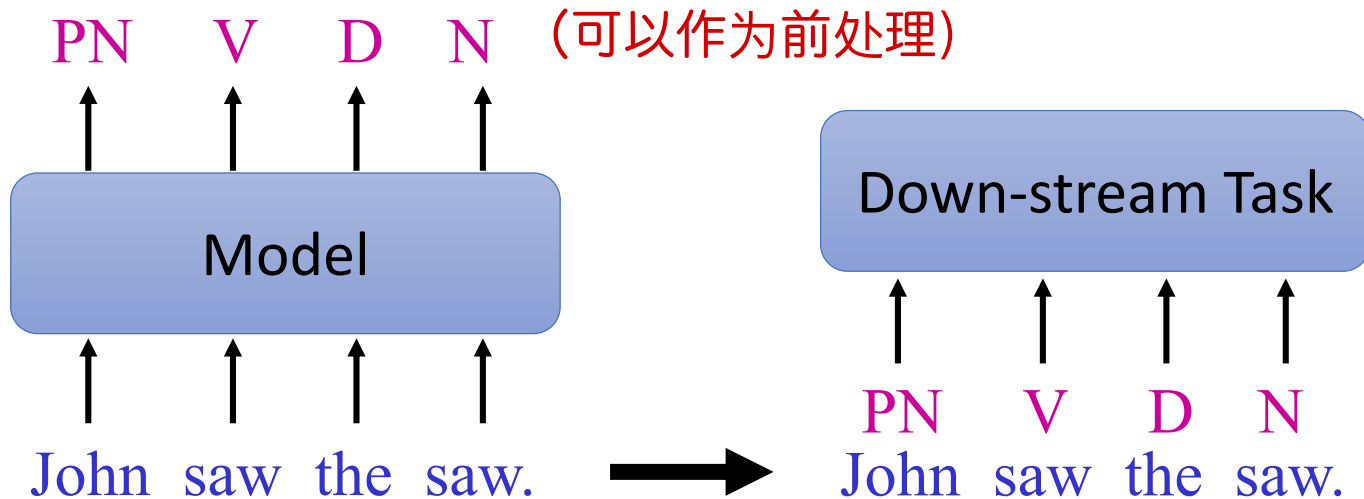 PN V D N (可以作为前处理)
Model
John saw the saw.
Down-stream Task
PN V D N
John saw the saw.